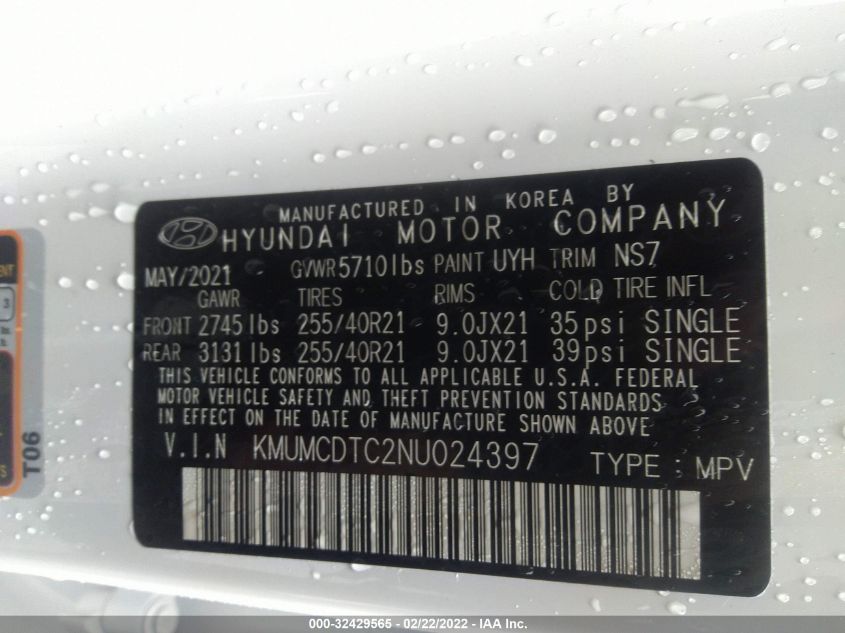 MANUFACTURED IN KOREA BY
HYUNDAI MOTOR COMPANY
MAY/2021 GVWR 5710lbs PAINT UYH TRIM NS7
GAWR TIRES RIMS COLD TIRE INFL
FRONT 2745lbs 255/40R21 9.0JX21 35psi SINGLE
REAR 3131lbs 255/40R21 9.0JX21 39psi SINGLE
THIS VEHICLE CONFORMS TO ALL APPLICABLE U.S.A. FEDERAL
MOTOR VEHICLE SAFETY AND THEFT PREVENTION STANDARDS
IN EFFECT ON THE DATE OF MANUFACTURE SHOWN ABOVE
V.I.N KMUMCDTC2NU024397 TYPE : MPV
T06
3
000-32429565 - 02/22/2022 - IAA Inc.